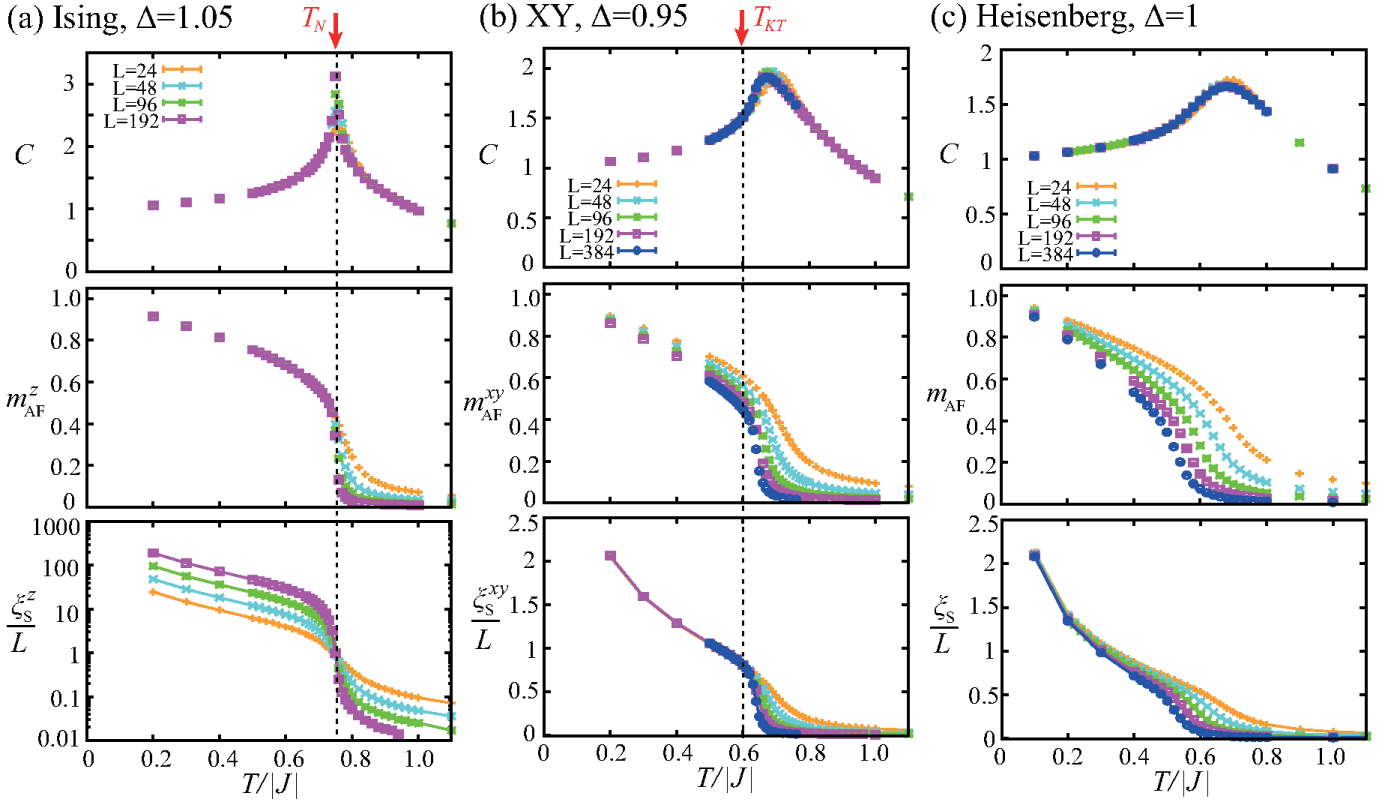 (a) Ising, Δ=1.05
T_N
(b) XY, Δ=0.95
T_KT
(c) Heisenberg, Δ=1
C
3
2
1
0
L=24
L=48
L=96
L=192
C
2
1.5
1
0.5
0
L=24
L=48
L=96
L=192
L=384
C
2
1.5
1
0.5
0
L=24
L=48
L=96
L=192
L=384
m^z_AF
1.0
0.8
0.6
0.4
0.2
0
m^xy_AF
1.0
0.8
0.6
0.4
0.2
0
m_AF
1.0
0.8
0.6
0.4
0.2
0
ξ^z_S
L
1000
100
10
1
0.1
0.01
0
0.2
0.4
0.6
0.8
1.0
T/|J|
ξ^xy_S
L
2.5
2
1.5
1
0.5
0
0
0.2
0.4
0.6
0.8
1.0
T/|J|
ξ_S
L
2.5
2
1.5
1
0.5
0
0
0.2
0.4
0.6
0.8
1.0
T/|J|